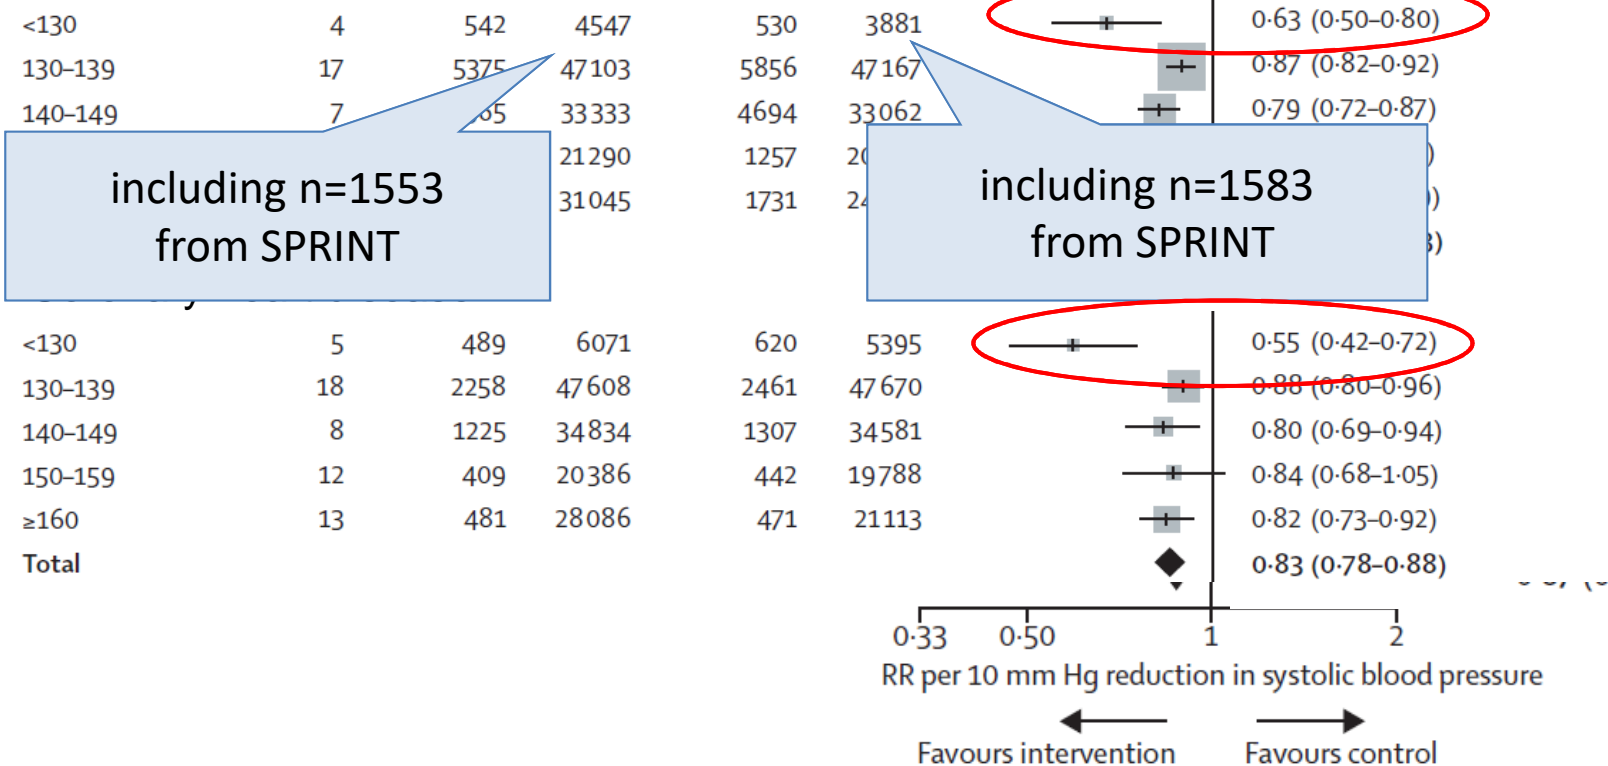 <130 4 542 4547 530 3881 0·63 (0·50–0·80)
130–139 17 5375 47103 5856 47167 0·87 (0·82–0·92)
140–149 7 33333 4694 33062 0·79 (0·72–0·87)
21290 1257
31045 1731
including n=1553
from SPRINT
including n=1583
from SPRINT
<130 5 489 6071 620 5395 0·55 (0·42–0·72)
130–139 18 2258 47608 2461 47670 0·88 (0·80–0·96)
140–149 8 1225 34834 1307 34581 0·80 (0·69–0·94)
150–159 12 409 20386 442 19788 0·84 (0·68–1·05)
≥160 13 481 28086 471 21113 0·82 (0·73–0·92)
Total 0·83 (0·78–0·88)
0·33 0·50 1 2
RR per 10 mm Hg reduction in systolic blood pressure
Favours intervention Favours control